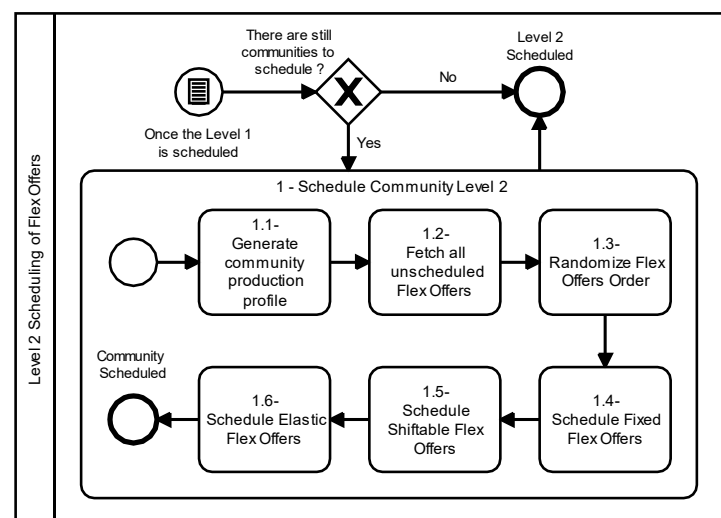 Level 2 Scheduling of Flex Offers
There are still
communities to
schedule ?
Level 2
Scheduled
No
Once the Level 1
is scheduled
Yes
1 - Schedule Community Level 2
1.1-
Generate
community
production
profile
1.2-
Fetch all
unscheduled
Flex Offers
1.3-
Randomize Flex
Offers Order
Community
Scheduled
1.6-
Schedule Elastic
Flex Offers
1.5-
Schedule
Shiftable Flex
Offers
1.4-
Schedule Fixed
Flex Offers